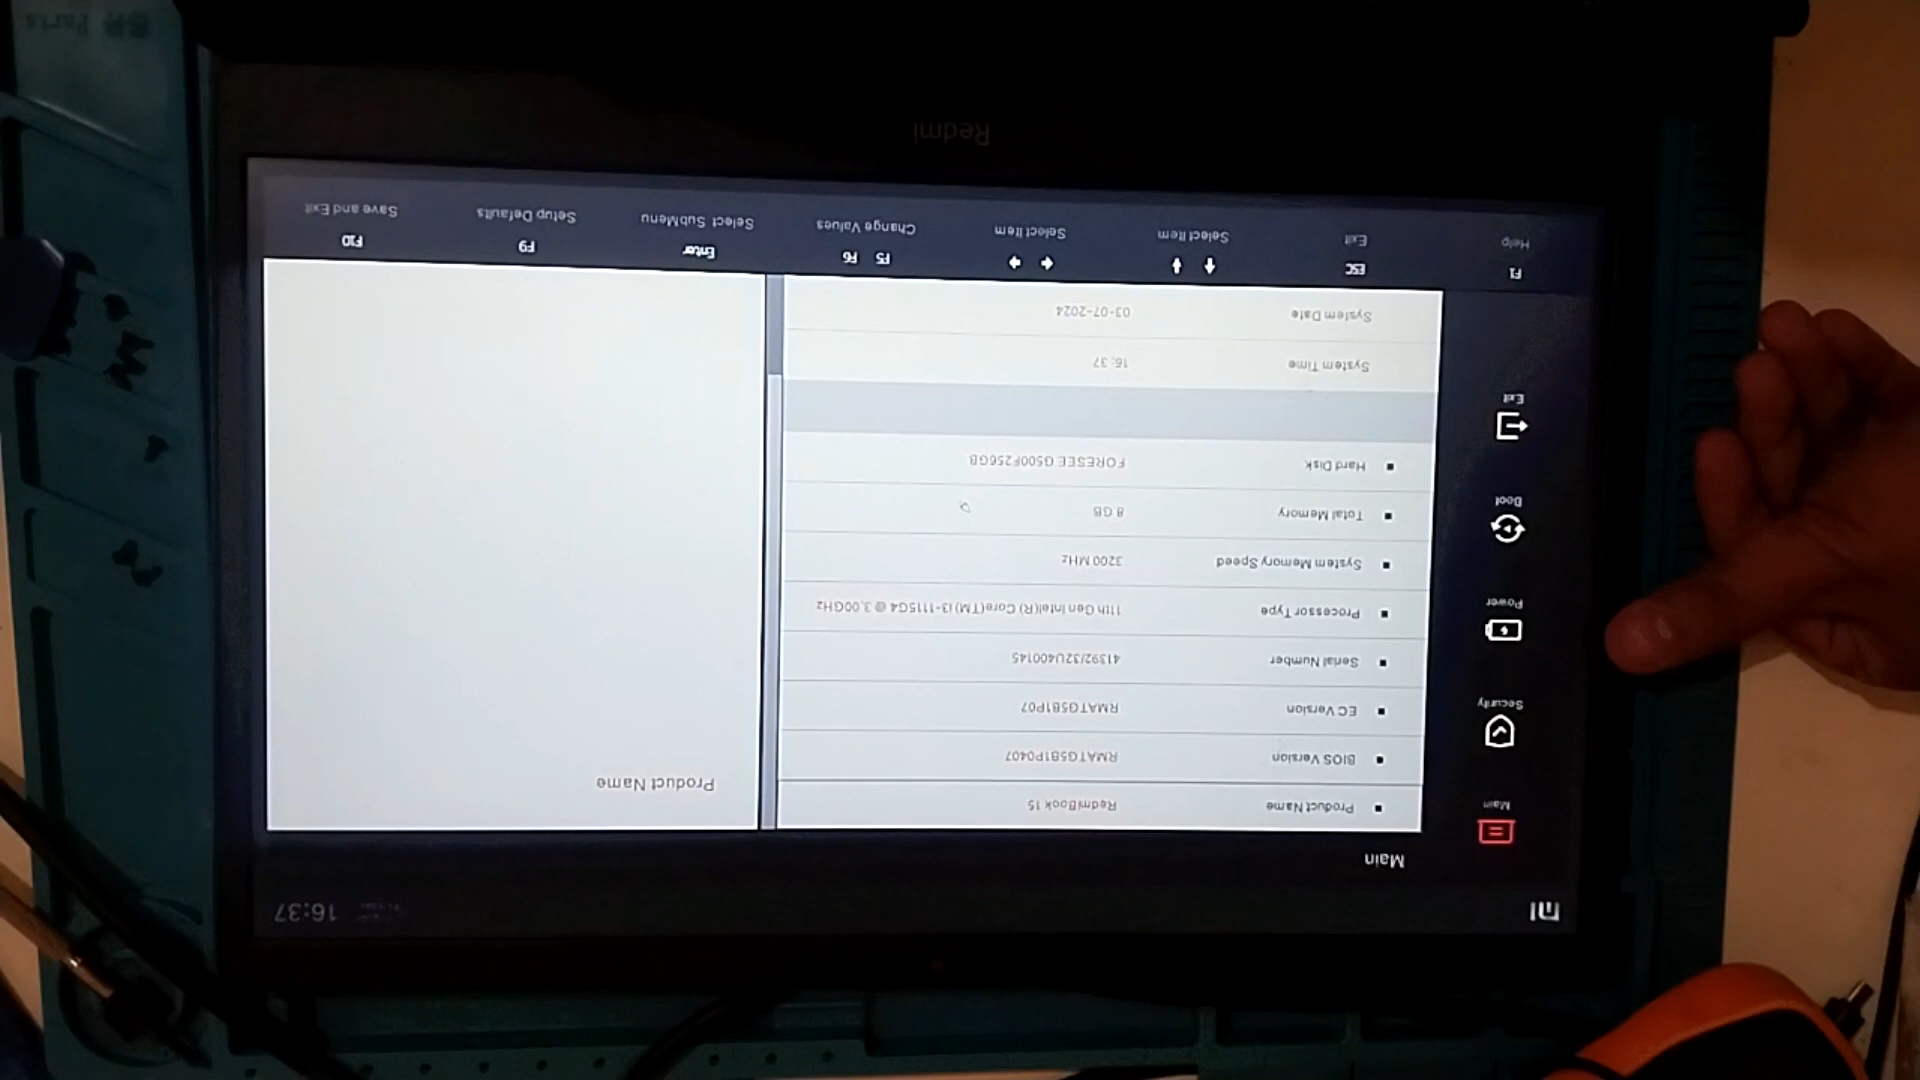 16:37
Main
Main
Security
Power
Boot
Exit
Product Name RedmiBook 15
BIOS Version RMATG5B1P0407
EC Version RMATG5B1P07
Serial Number 41392/32U400145
Processor Type 11th Gen Intel(R) Core(TM) i3-1115G4 @ 3.00GHz
System Memory Speed 3200 MHz
Total Memory 8 GB
Hard Disk FORESEE G500F256GB
System Time 16:37
System Date 03-07-2024
Product Name
F1 Help
ESC Exit
Select Item
Select Item
F5 F6 Change Values
Enter Select SubMenu
F9 Setup Defaults
F10 Save and Exit
Redmi
Parts